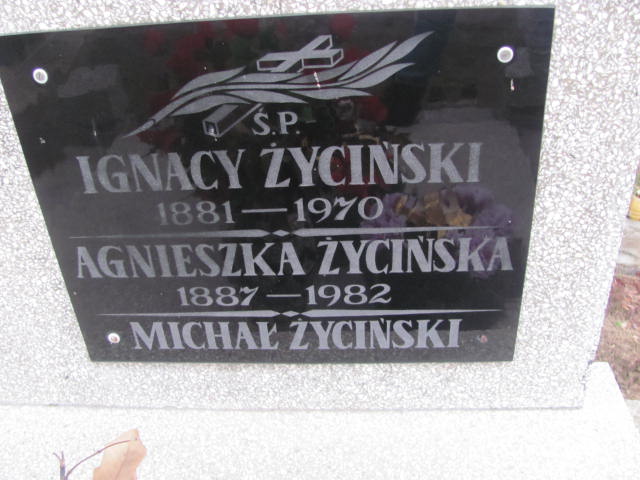 Ś.P.
IGNACY ŻYCIŃSKI
1881 — 1970
AGNIESZKA ŻYCIŃSKA
1887 — 1982
MICHAŁ ŻYCIŃSKI